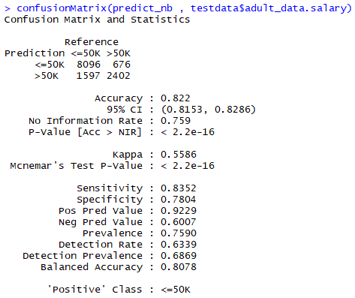 > confusionMatrix(predict_nb , testdata$adult_data.salary)
Confusion Matrix and Statistics
Reference
Prediction <=50K >50K
<=50K 8096 676
>50K 1597 2402
Accuracy : 0.822
95% CI : (0.8153, 0.8286)
No Information Rate : 0.759
P-Value [Acc > NIR] : < 2.2e-16
Kappa : 0.5586
Mcnemar's Test P-Value : < 2.2e-16
Sensitivity : 0.8352
Specificity : 0.7804
Pos Pred Value : 0.9229
Neg Pred Value : 0.6007
Prevalence : 0.7590
Detection Rate : 0.6339
Detection Prevalence : 0.6869
Balanced Accuracy : 0.8078
'Positive' Class : <=50K